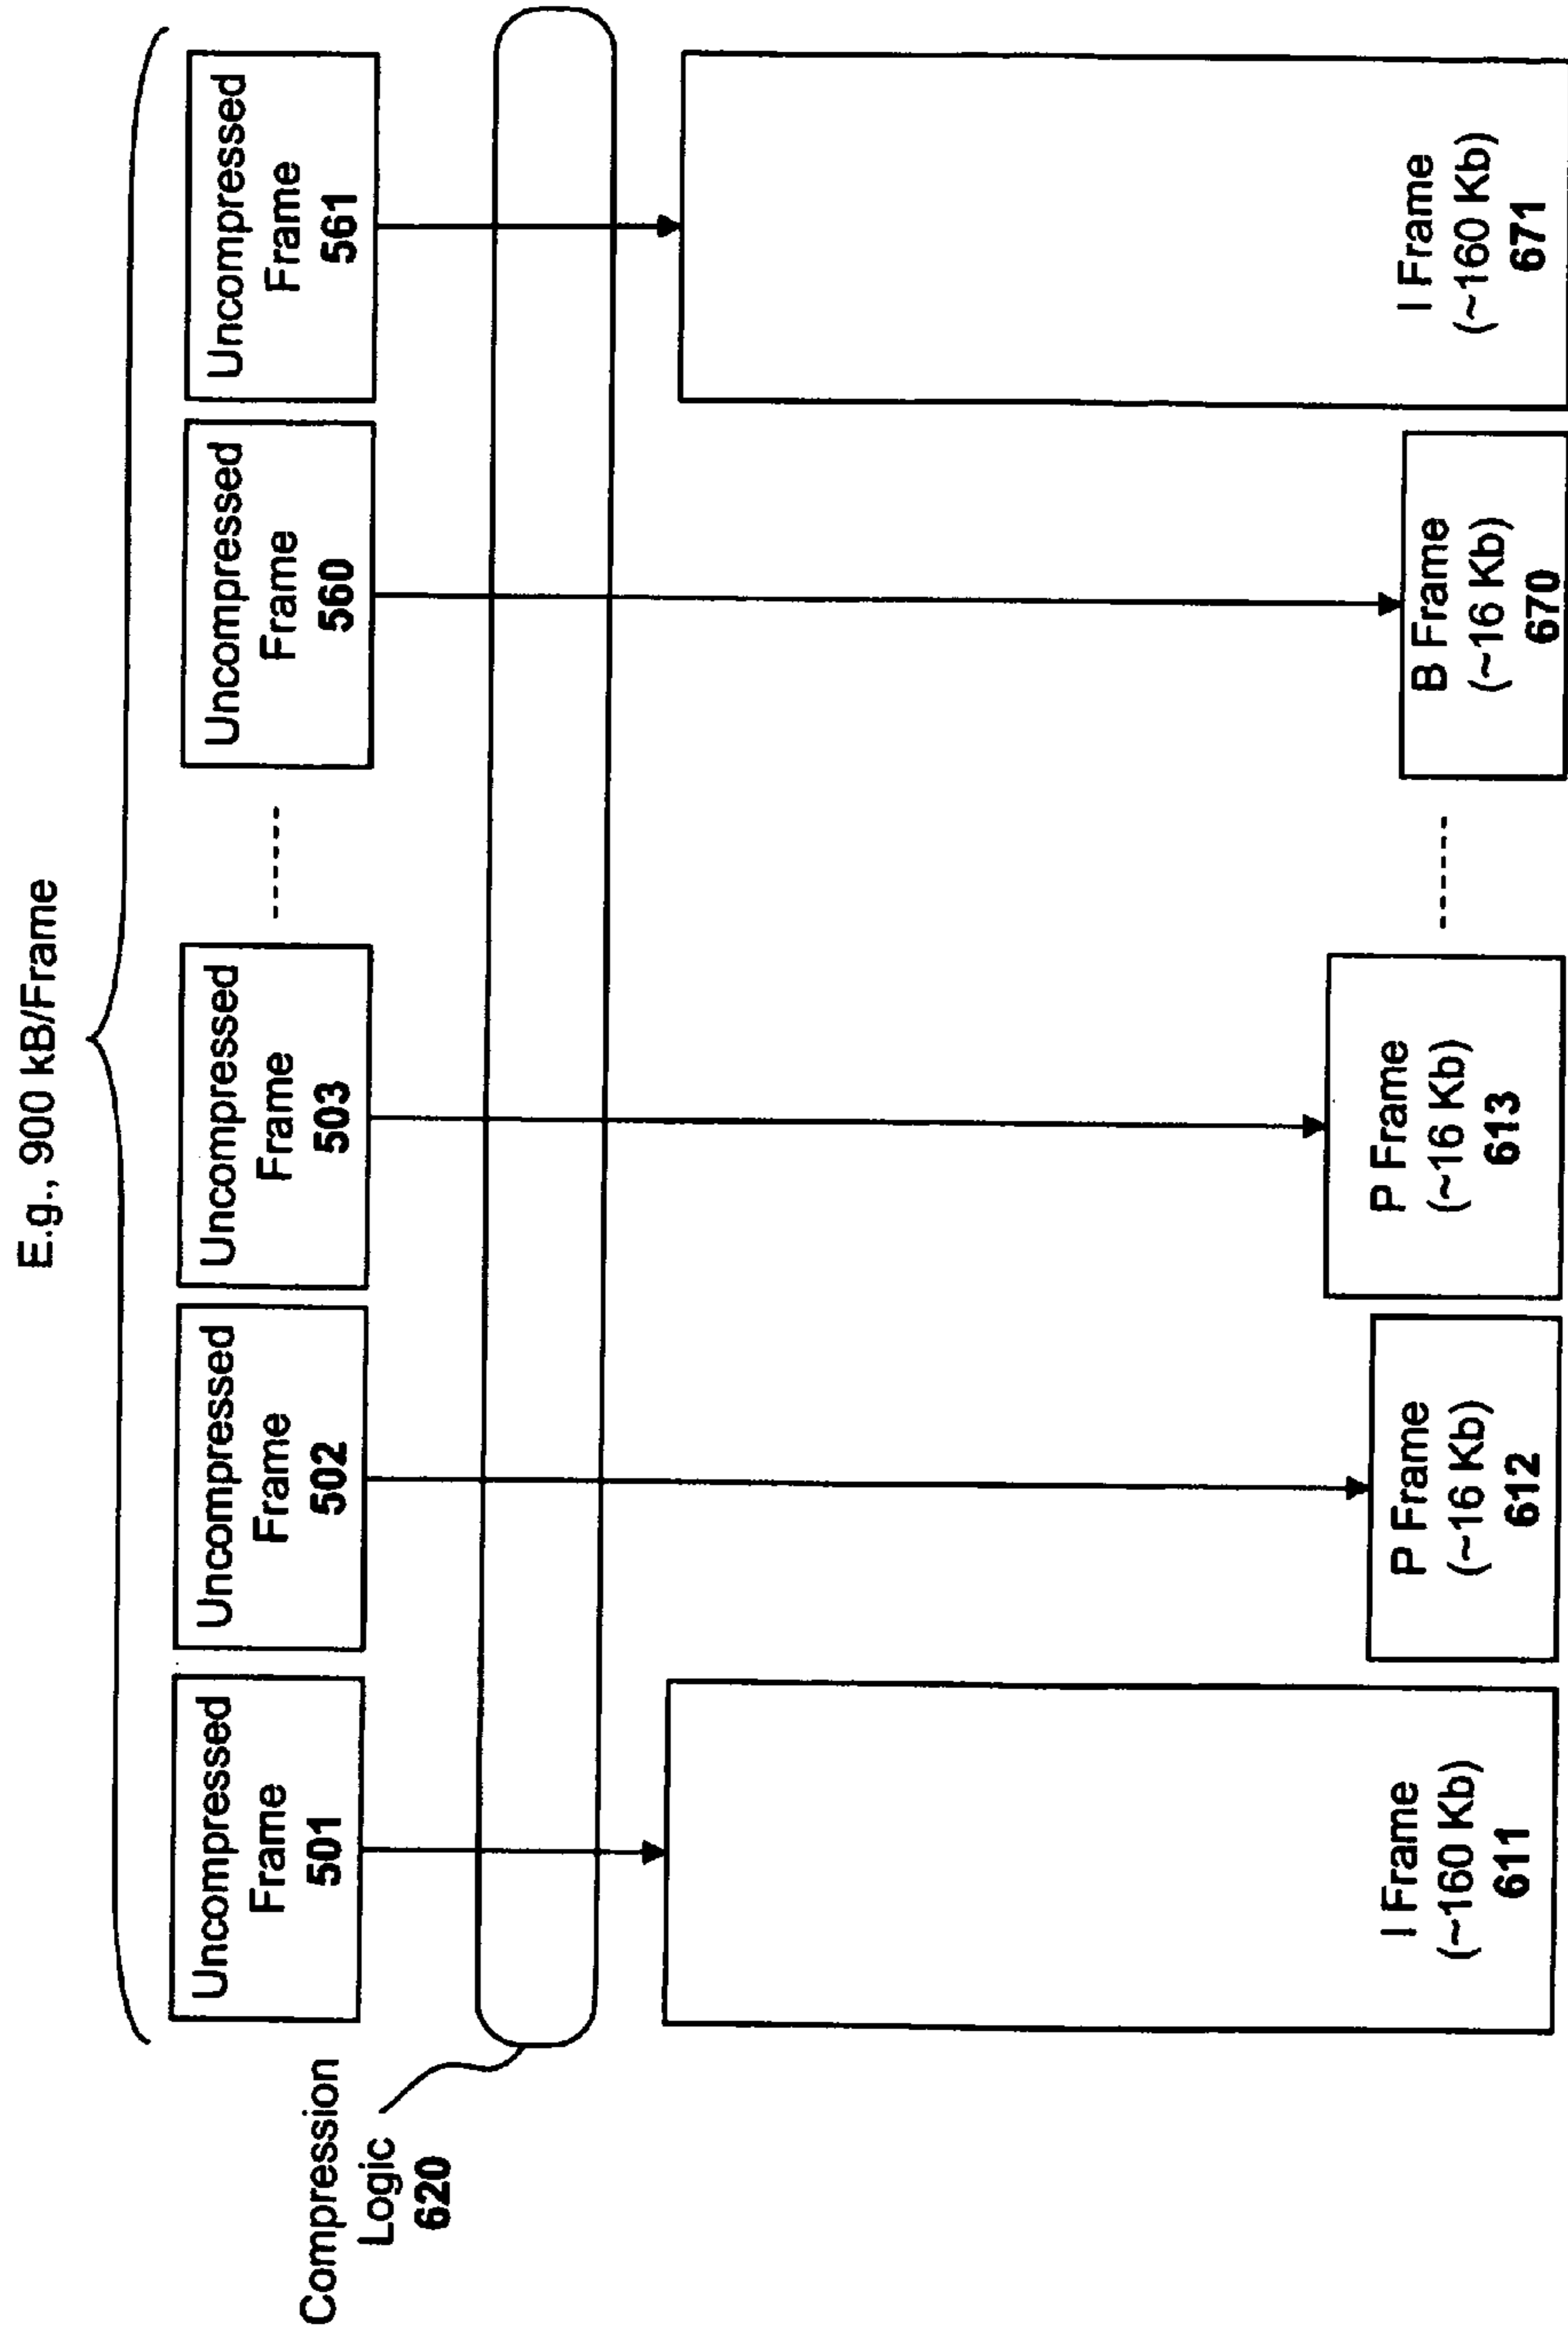 E.g., 900 kB/Frame
Uncompressed
Frame
501
Uncompressed
Frame
502
Uncompressed
Frame
503
Uncompressed
Frame
560
Uncompressed
Frame
561
Compression
Logic
620
I Frame
(~160 Kb)
611
P Frame
(~16 Kb)
612
P Frame
(~16 Kb)
613
B Frame
(~16 Kb)
670
I Frame
(~160 Kb)
671